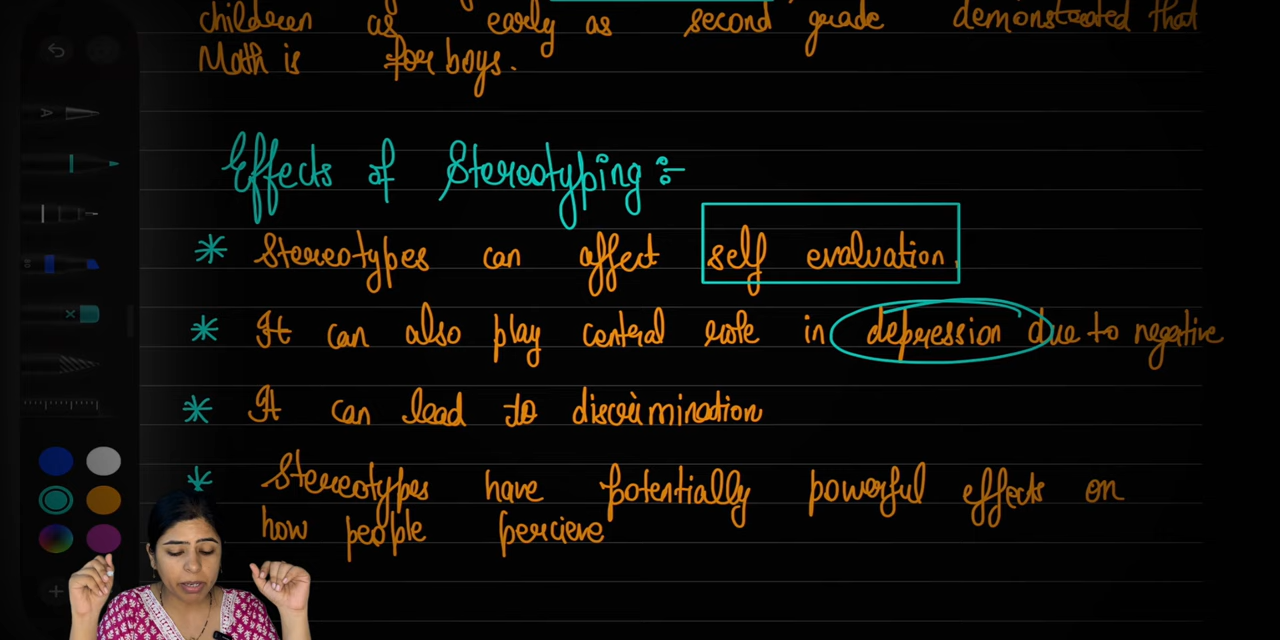 children as early as second grade demonstrated that
Math is for boys.
Effects of Stereotyping :-
* Stereotypes can affect self evaluation.
* It can also play central role in depression due to negative
* It can lead to discrimination
* Stereotypes have potentially powerful effects on
how people percieve